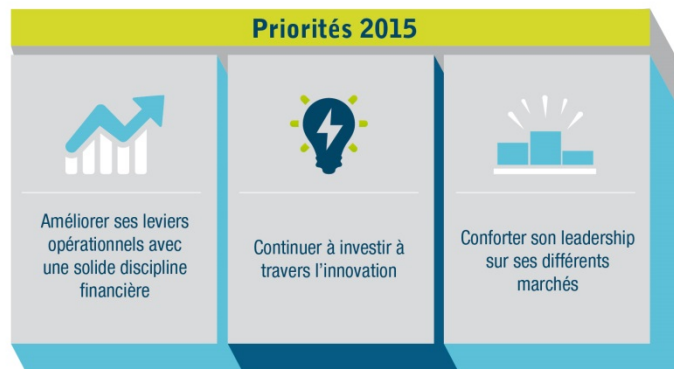 Priorités 2015
Améliorer ses leviers
opérationnels avec
une solide discipline
financière
Continuer à investir à
travers l’innovation
Conforter son leadership
sur ses différents
marchés